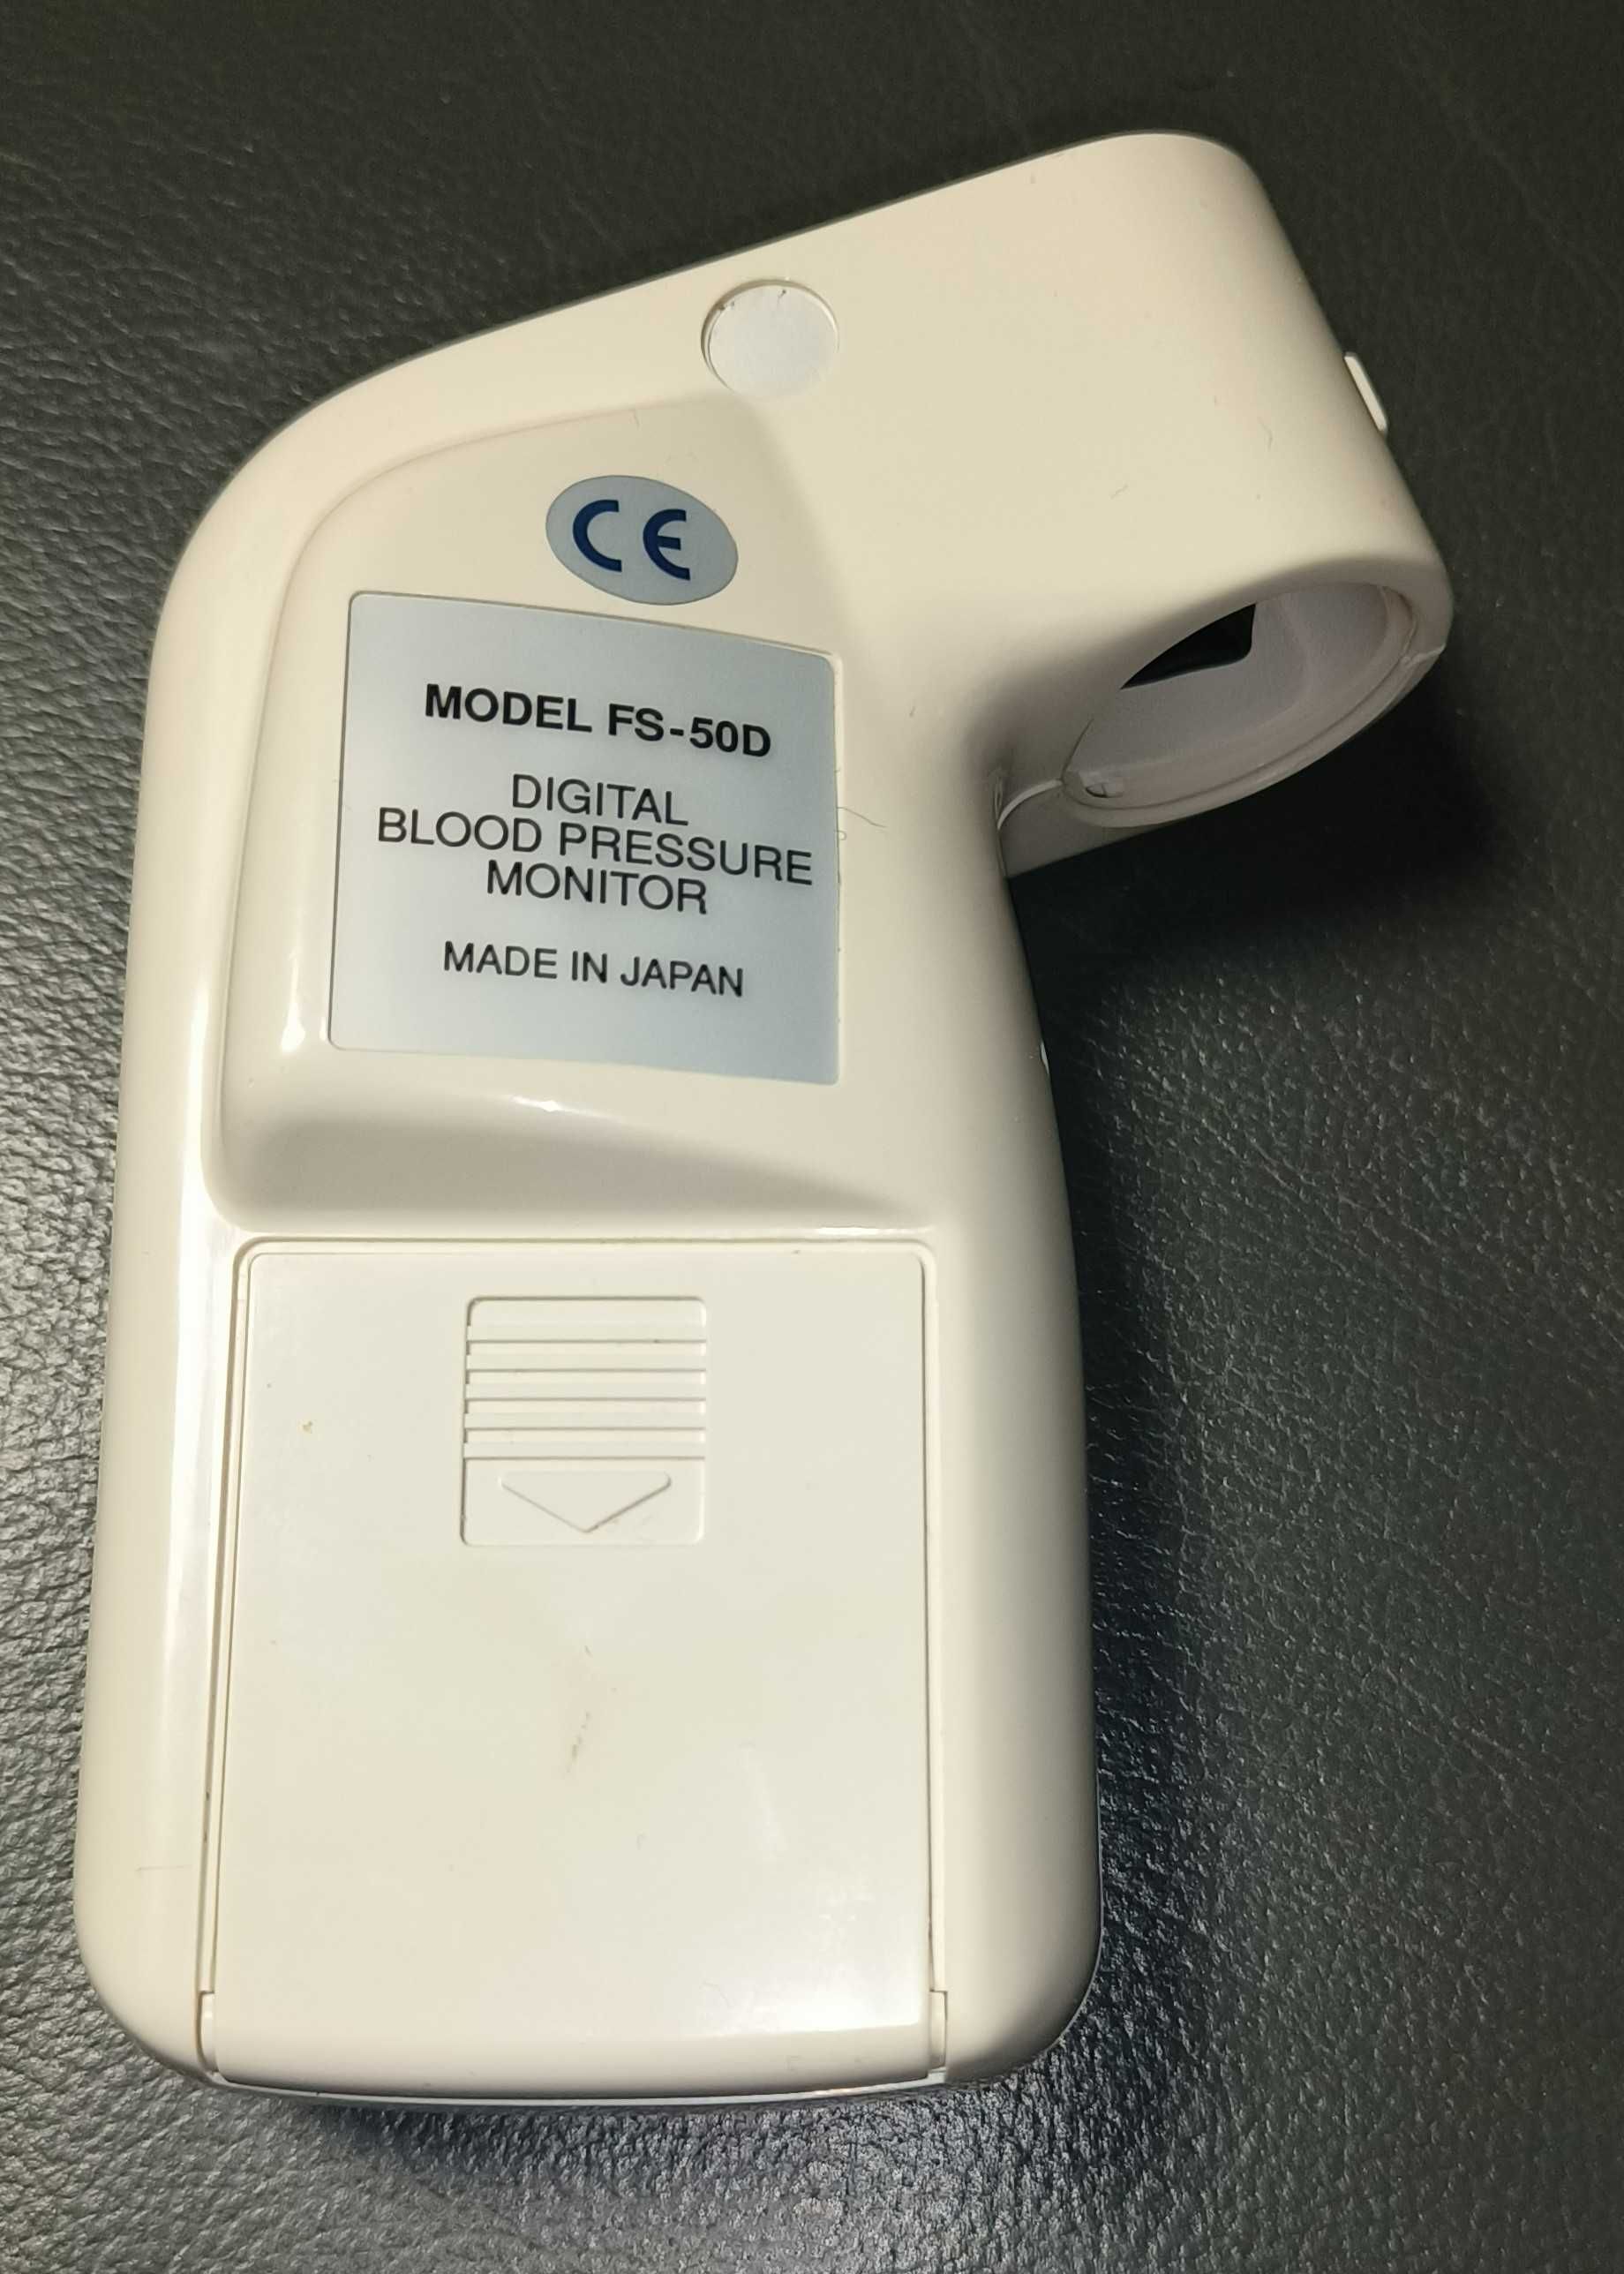 CE
MODEL FS-50D
DIGITAL
BLOOD PRESSURE
MONITOR
MADE IN JAPAN